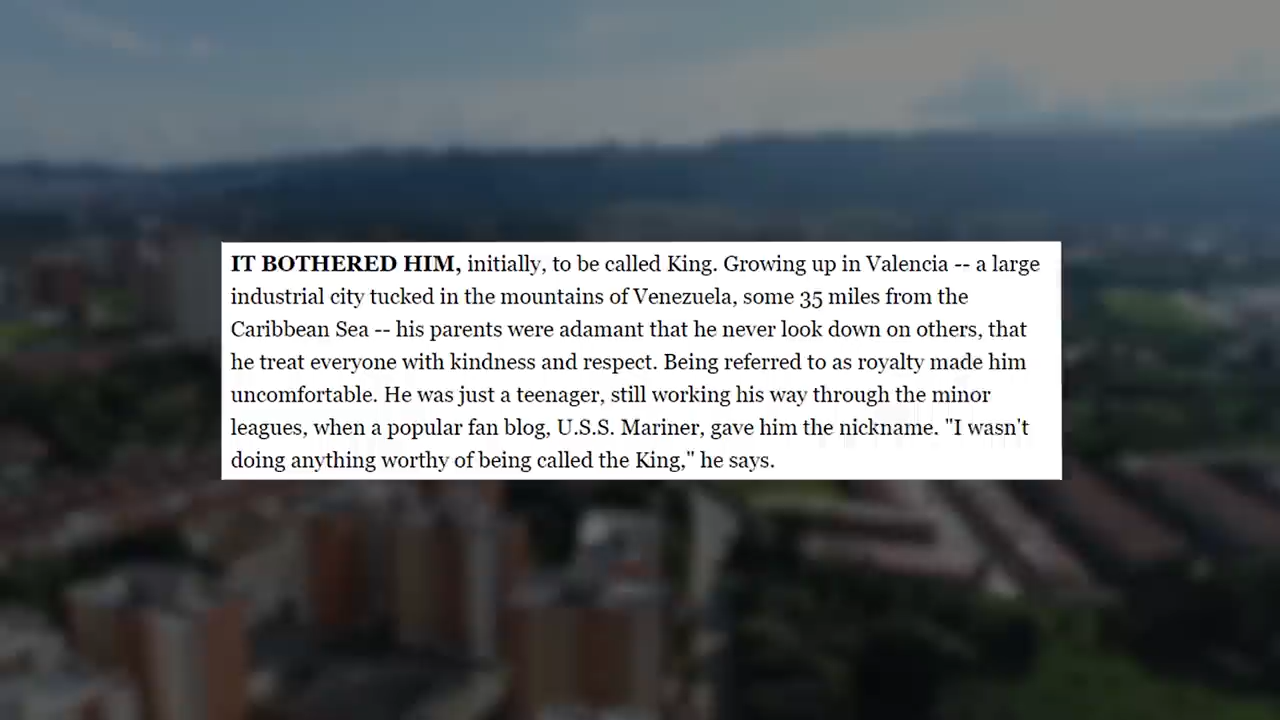 IT BOTHERED HIM, initially, to be called King. Growing up in Valencia -- a large
industrial city tucked in the mountains of Venezuela, some 35 miles from the
Caribbean Sea -- his parents were adamant that he never look down on others, that
he treat everyone with kindness and respect. Being referred to as royalty made him
uncomfortable. He was just a teenager, still working his way through the minor
leagues, when a popular fan blog, U.S.S. Mariner, gave him the nickname. "I wasn't
doing anything worthy of being called the King," he says.